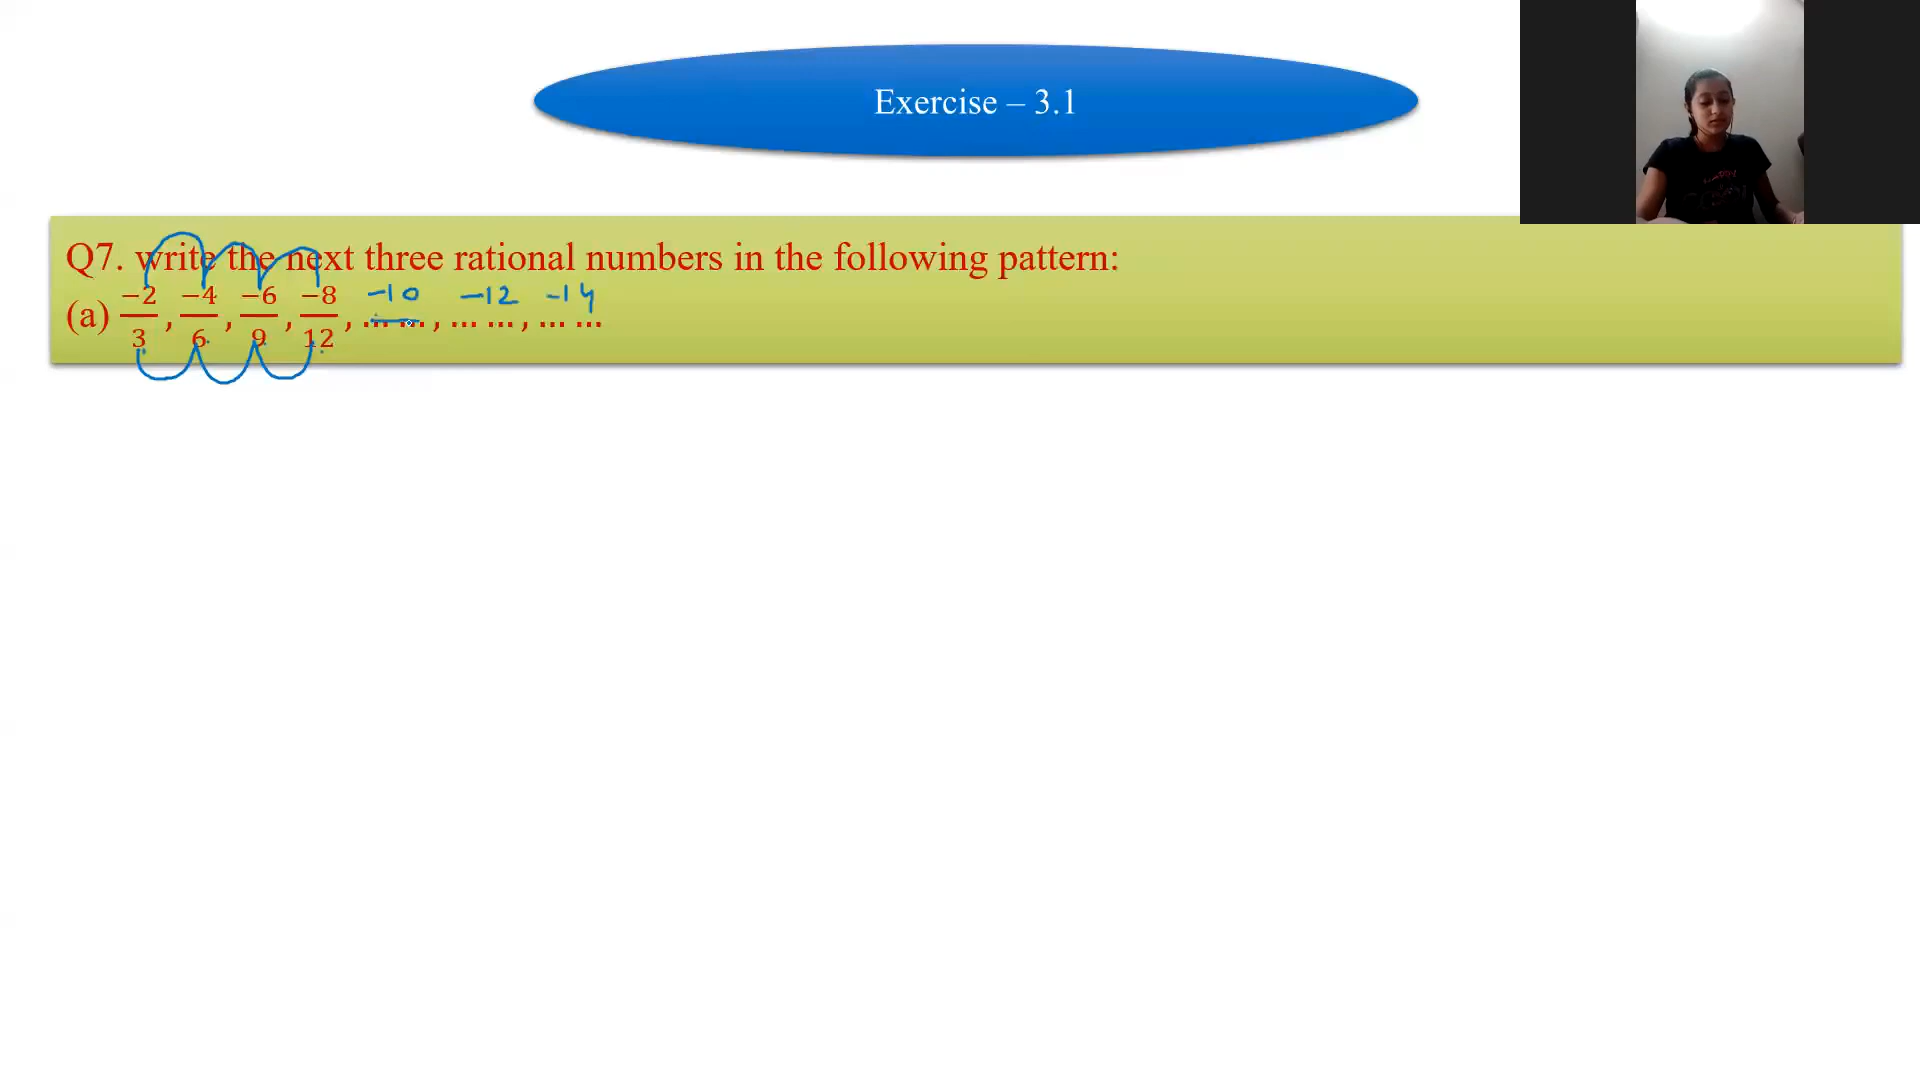 Exercise – 3.1
Q7. write the next three rational numbers in the following pattern:
(a) −2/3 , −4/6 , −6/9 , −8/12 , ... ... , ... ... , ... ...
-10 -12 -14